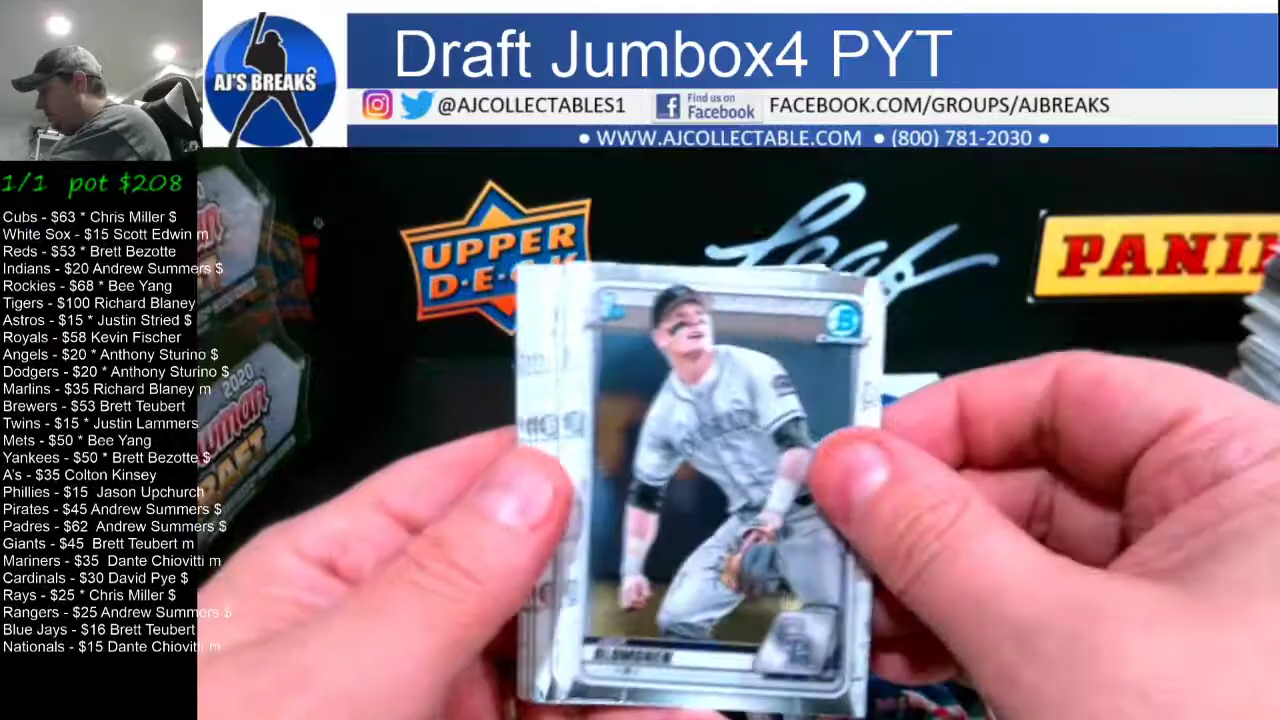 Draft Jumbox4 PYT
AJ'S BREAKS
@AJCOLLECTABLES1
Find us on
Facebook
FACEBOOK.COM/GROUPS/AJBREAKS
• WWW.AJCOLLECTABLE.COM • (800) 781-2030 •
1/1 pot $208
Cubs - $63 * Chris Miller $
White Sox - $15 Scott Edwin m
Reds - $53 * Brett Bezotte
Indians - $20 Andrew Summers $
Rockies - $68 * Bee Yang
Tigers - $100 Richard Blaney
Astros - $15 * Justin Stried $
Royals - $58 Kevin Fischer
Angels - $20 * Anthony Sturino $
Dodgers - $20 * Anthony Sturino $
Marlins - $35 Richard Blaney m
Brewers - $53 Brett Teubert
Twins - $15 * Justin Lammers
Mets - $50 * Bee Yang
Yankees - $50 * Brett Bezotte $
A's - $35 Colton Kinsey
Phillies - $15 Jason Upchurch
Pirates - $45 Andrew Summers $
Padres - $62 Andrew Summers $
Giants - $45 Brett Teubert m
Mariners - $35 Dante Chiovitti m
Cardinals - $30 David Pye $
Rays - $25 * Chris Miller $
Rangers - $25 Andrew Summers $
Blue Jays - $16 Brett Teubert
Nationals - $15 Dante Chiovitti m
UPPER
Leaf
PANINI
2020